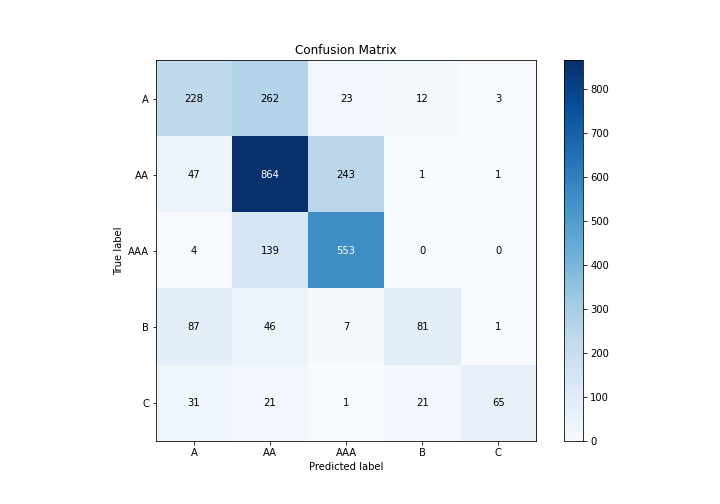 Confusion Matrix
A 228 262 23 12 3
AA 47 864 243 1 1
AAA 4 139 553 0 0
B 87 46 7 81 1
C 31 21 1 21 65
A AA AAA B C
Predicted label
True label
800
700
600
500
400
300
200
100
0